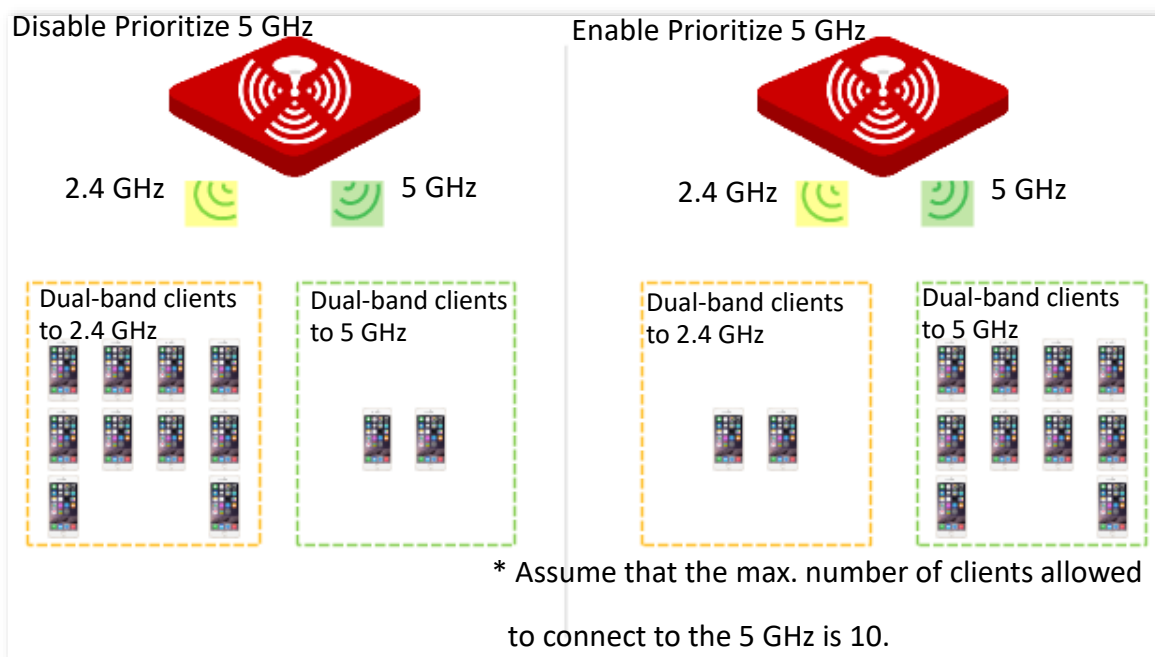 Disable Prioritize 5 GHz
2.4 GHz
5 GHz
Dual-band clients
to 2.4 GHz
Dual-band clients
to 5 GHz
Enable Prioritize 5 GHz
2.4 GHz
5 GHz
Dual-band clients
to 2.4 GHz
Dual-band clients
to 5 GHz
* Assume that the max. number of clients allowed
to connect to the 5 GHz is 10.